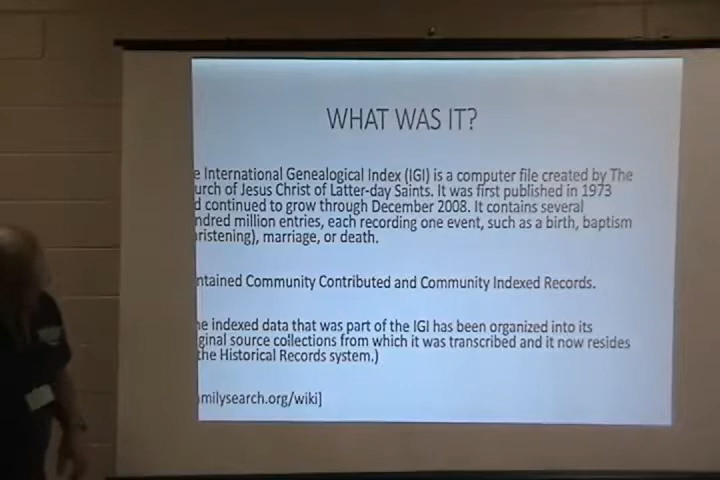 WHAT WAS IT?
e International Genealogical Index (IGI) is a computer file created by The
urch of Jesus Christ of Latter-day Saints. It was first published in 1973
d continued to grow through December 2008. It contains several
ndred million entries, each recording one event, such as a birth, baptism
ristening), marriage, or death.
ntained Community Contributed and Community Indexed Records.
e indexed data that was part of the IGI has been organized into its
ginal source collections from which it was transcribed and it now resides
the Historical Records system.)
milysearch.org/wiki]